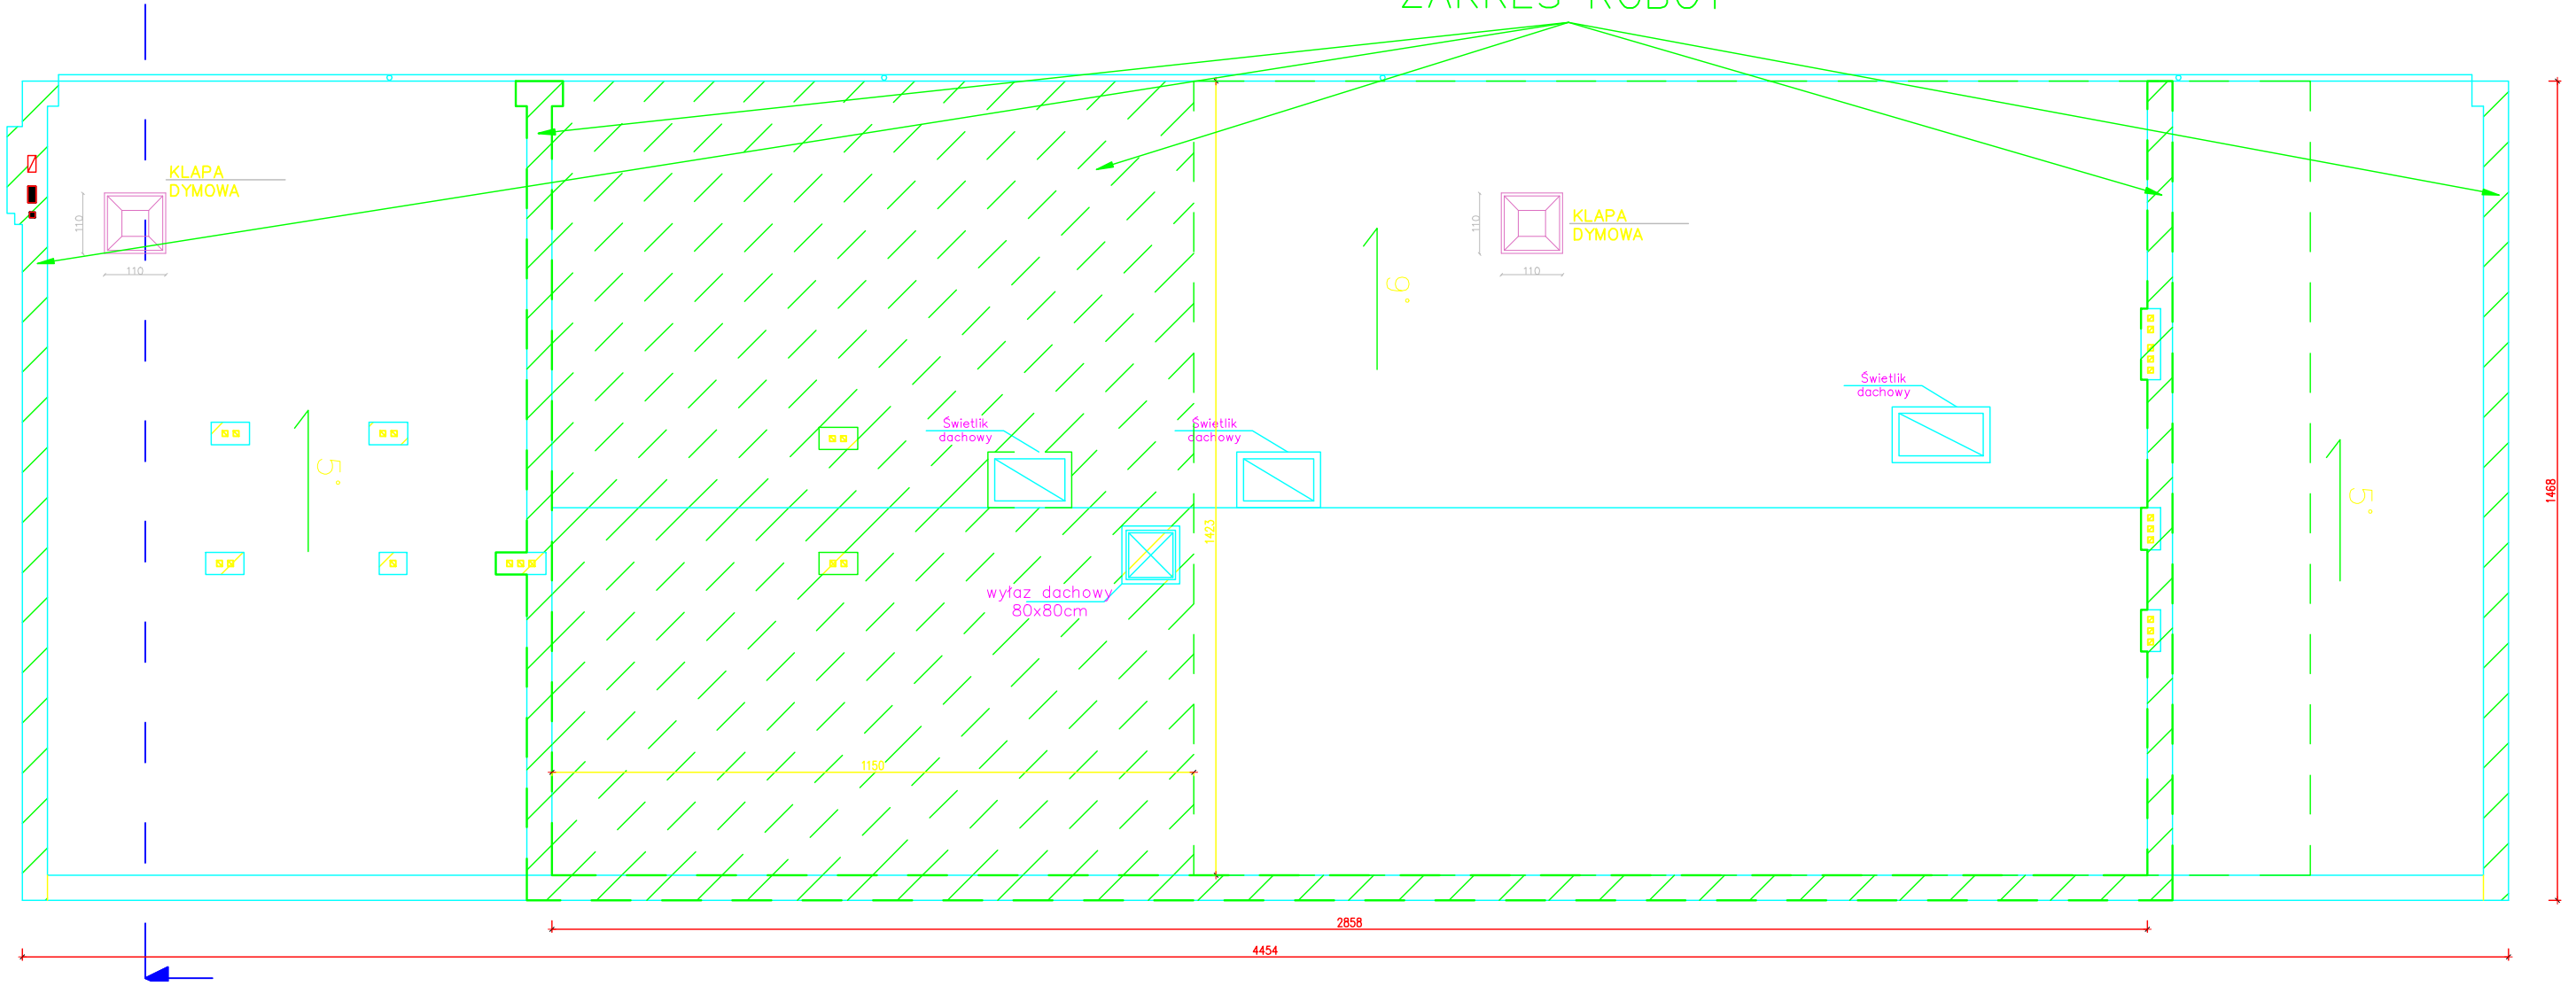 ZAKRES ROBÓT
KLAPA
DYMOWA
110
110
KLAPA
DYMOWA
110
110
6°
5°
5°
Świetlik
dachowy
Świetlik
dachowy
Świetlik
dachowy
wyłaz dachowy
80x80cm
1423
1468
1150
2858
4454